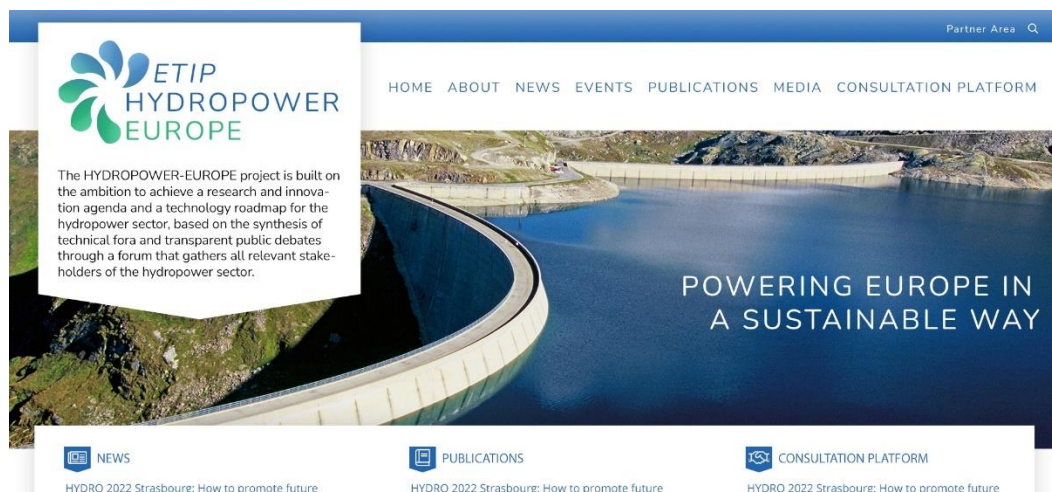 Partner Area
ETIP
HYDROPOWER
EUROPE
HOME ABOUT NEWS EVENTS PUBLICATIONS MEDIA CONSULTATION PLATFORM
The HYDROPOWER-EUROPE project is built on
the ambition to achieve a research and innova-
tion agenda and a technology roadmap for the
hydropower sector, based on the synthesis of
technical fora and transparent public debates
through a forum that gathers all relevant stake-
holders of the hydropower sector.
POWERING EUROPE IN
A SUSTAINABLE WAY
NEWS
HYDRO 2022 Strasbourg: How to promote future
PUBLICATIONS
HYDRO 2022 Strasbourg: How to promote future
CONSULTATION PLATFORM
HYDRO 2022 Strasbourg: How to promote future